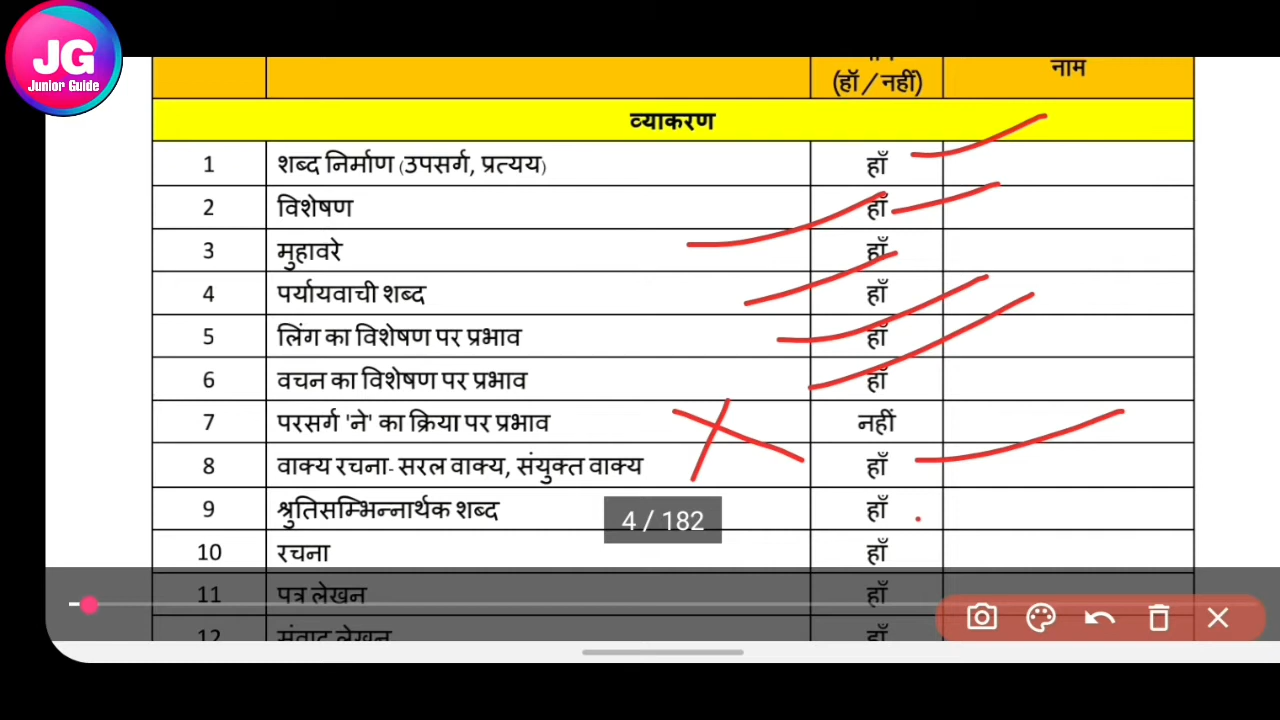 JG
Junior Guide
(हॉ / नहीं) नाम
व्याकरण
1 शब्द निर्माण (उपसर्ग, प्रत्यय) हाँ
2 विशेषण हाँ
3 मुहावरे हाँ
4 पर्यायवाची शब्द हाँ
5 लिंग का विशेषण पर प्रभाव हाँ
6 वचन का विशेषण पर प्रभाव हाँ
7 परसर्ग 'ने' का क्रिया पर प्रभाव नहीं
8 वाक्य रचना- सरल वाक्य, संयुक्त वाक्य हाँ
9 श्रुतिसम्भिन्नार्थक शब्द हाँ
4 / 182
10 रचना हाँ
11 पत्र लेखन हाँ
12 संवाद लेखन हाँ